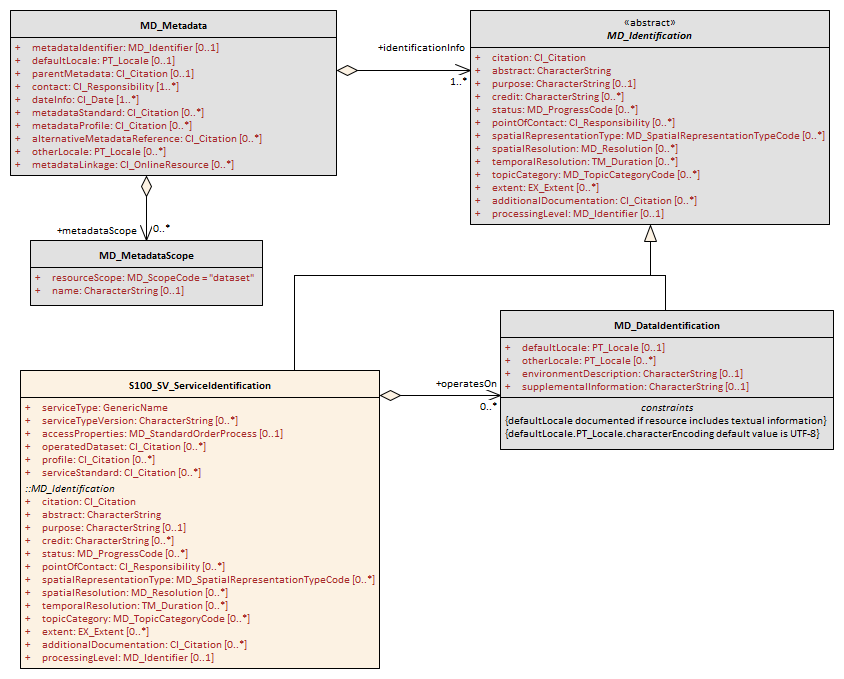 MD_Metadata
+ metadataIdentifier: MD_Identifier [0..1]
+ defaultLocale: PT_Locale [0..1]
+ parentMetadata: CI_Citation [0..1]
+ contact: CI_Responsibility [1..*]
+ dateInfo: CI_Date [1..*]
+ metadataStandard: CI_Citation [0..*]
+ metadataProfile: CI_Citation [0..*]
+ alternativeMetadataReference: CI_Citation [0..*]
+ otherLocale: PT_Locale [0..*]
+ metadataLinkage: CI_OnlineResource [0..*]
+identificationInfo
1..*
«abstract»
MD_Identification
+ citation: CI_Citation
+ abstract: CharacterString
+ purpose: CharacterString [0..1]
+ credit: CharacterString [0..*]
+ status: MD_ProgressCode [0..*]
+ pointOfContact: CI_Responsibility [0..*]
+ spatialRepresentationType: MD_SpatialRepresentationTypeCode [0..*]
+ spatialResolution: MD_Resolution [0..*]
+ temporalResolution: TM_Duration [0..*]
+ topicCategory: MD_TopicCategoryCode [0..*]
+ extent: EX_Extent [0..*]
+ additionalDocumentation: CI_Citation [0..*]
+ processingLevel: MD_Identifier [0..1]
+metadataScope 0..*
MD_MetadataScope
+ resourceScope: MD_ScopeCode = "dataset"
+ name: CharacterString [0..1]
MD_DataIdentification
+ defaultLocale: PT_Locale [0..1]
+ otherLocale: PT_Locale [0..*]
+ environmentDescription: CharacterString [0..1]
+ supplementalInformation: CharacterString [0..1]
constraints
{defaultLocale documented if resource includes textual information}
{defaultLocale.PT_Locale.characterEncoding default value is UTF-8}
+operatesOn
0..*
S100_SV_ServiceIdentification
+ serviceType: GenericName
+ serviceTypeVersion: CharacterString [0..*]
+ accessProperties: MD_StandardOrderProcess [0..1]
+ operatedDataset: CI_Citation [0..*]
+ profile: CI_Citation [0..*]
+ serviceStandard: CI_Citation [0..*]
::MD_Identification
+ citation: CI_Citation
+ abstract: CharacterString
+ purpose: CharacterString [0..1]
+ credit: CharacterString [0..*]
+ status: MD_ProgressCode [0..*]
+ pointOfContact: CI_Responsibility [0..*]
+ spatialRepresentationType: MD_SpatialRepresentationTypeCode [0..*]
+ spatialResolution: MD_Resolution [0..*]
+ temporalResolution: TM_Duration [0..*]
+ topicCategory: MD_TopicCategoryCode [0..*]
+ extent: EX_Extent [0..*]
+ additionalDocumentation: CI_Citation [0..*]
+ processingLevel: MD_Identifier [0..1]